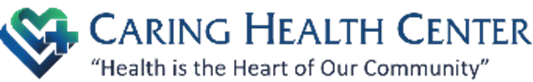 CARING HEALTH CENTER
"Health is the Heart of Our Community"